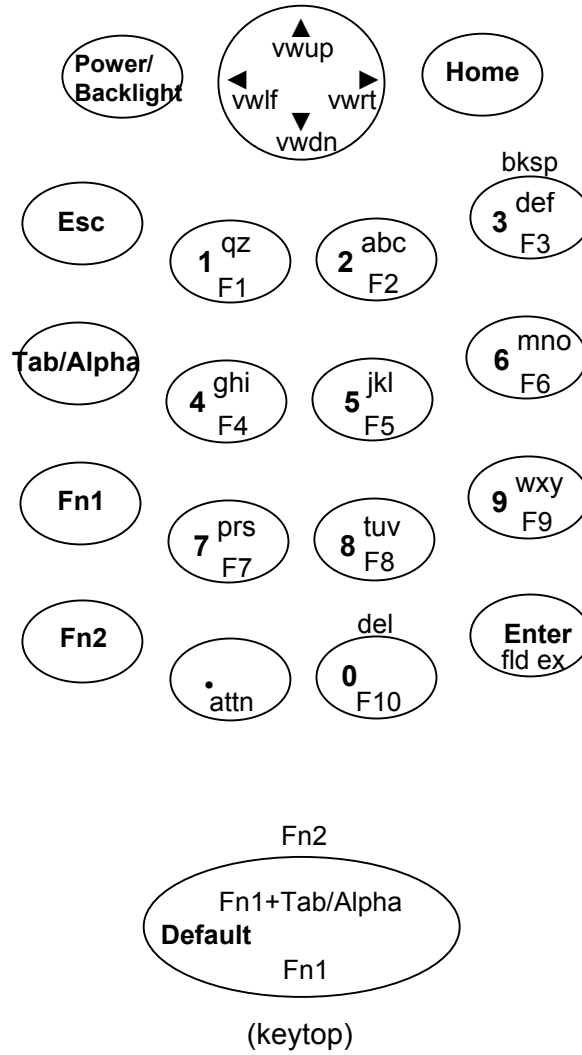 Power/
Backlight
▲
vwup
◀ ▶
vwlf vwrt
▼
vwdn
Home
bksp
Esc
1 qz
F1
2 abc
F2
3 def
F3
Tab/Alpha
4 ghi
F4
5 jkl
F5
6 mno
F6
Fn1
7 prs
F7
8 tuv
F8
9 wxy
F9
Fn2
.
attn
del
0
F10
Enter
fld ex
Fn2
Fn1+Tab/Alpha
Default
Fn1
(keytop)